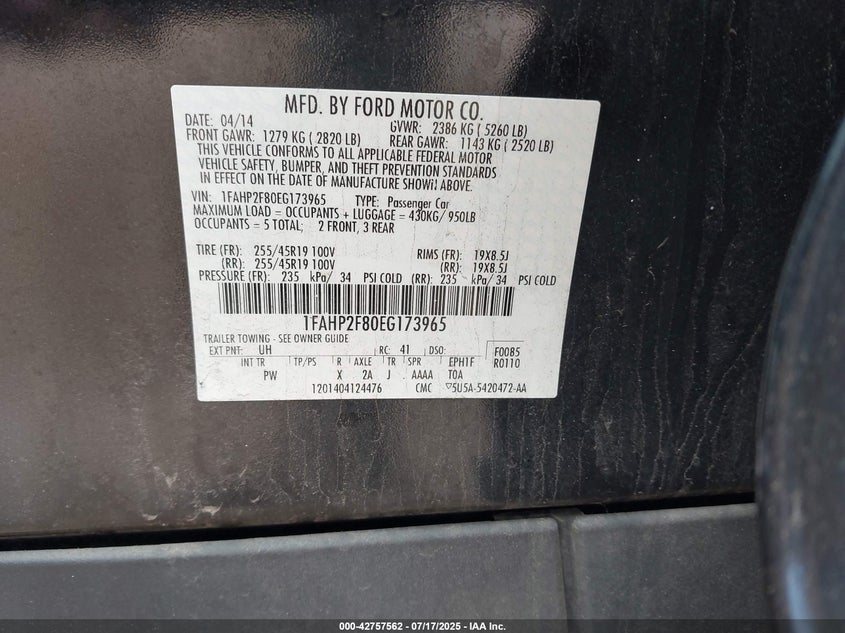 MFD. BY FORD MOTOR CO.
DATE: 04/14 GVWR: 2386 KG ( 5260 LB)
FRONT GAWR: 1279 KG ( 2820 LB) REAR GAWR: 1143 KG ( 2520 LB)
THIS VEHICLE CONFORMS TO ALL APPLICABLE FEDERAL MOTOR
VEHICLE SAFETY, BUMPER, AND THEFT PREVENTION STANDARDS
IN EFFECT ON THE DATE OF MANUFACTURE SHOWN ABOVE.
VIN: 1FAHP2F80EG173965 TYPE: Passenger Car
MAXIMUM LOAD = OCCUPANTS + LUGGAGE = 430KG/ 950LB
OCCUPANTS = 5 TOTAL; 2 FRONT, 3 REAR
TIRE (FR): 255/45R19 100V RIMS (FR): 19X8.5J
(RR): 255/45R19 100V (RR): 19X8.5J
PRESSURE (FR): 235 kPa/ 34 PSI COLD (RR): 235 kPa/ 34 PSI COLD
1FAHP2F80EG173965
TRAILER TOWING - SEE OWNER GUIDE
EXT PNT: UH RC: 41 DSO: F0085
INT TR TP/PS R AXLE TR SPR EPH1F R0110
PW X 2A J . AAAA T0A
1201404124476 CMC ▽5U5A-5420472-AA
000-42757562 / 07/17/2025 - IAA Inc.